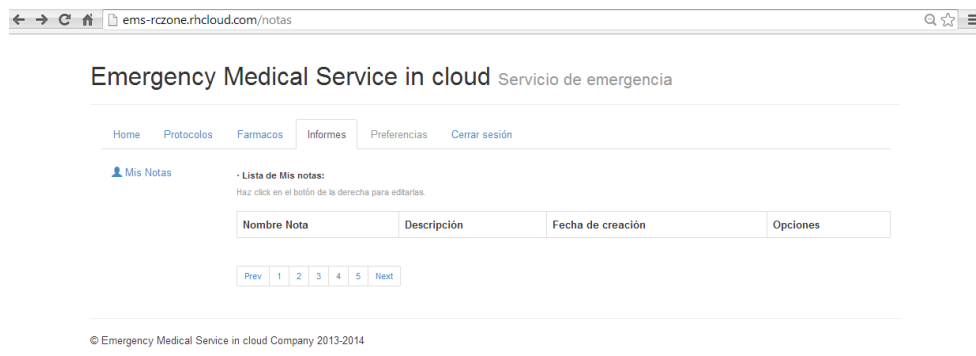 ems-rczone.rhcloud.com/notas
Emergency Medical Service in cloud Servicio de emergencia
Home Protocolos Farmacos Informes Preferencias Cerrar sesión
Mis Notas
· Lista de Mis notas:
Haz click en el botón de la derecha para editarlas.
Nombre Nota Descripción Fecha de creación Opciones
Prev 1 2 3 4 5 Next
© Emergency Medical Service in cloud Company 2013-2014